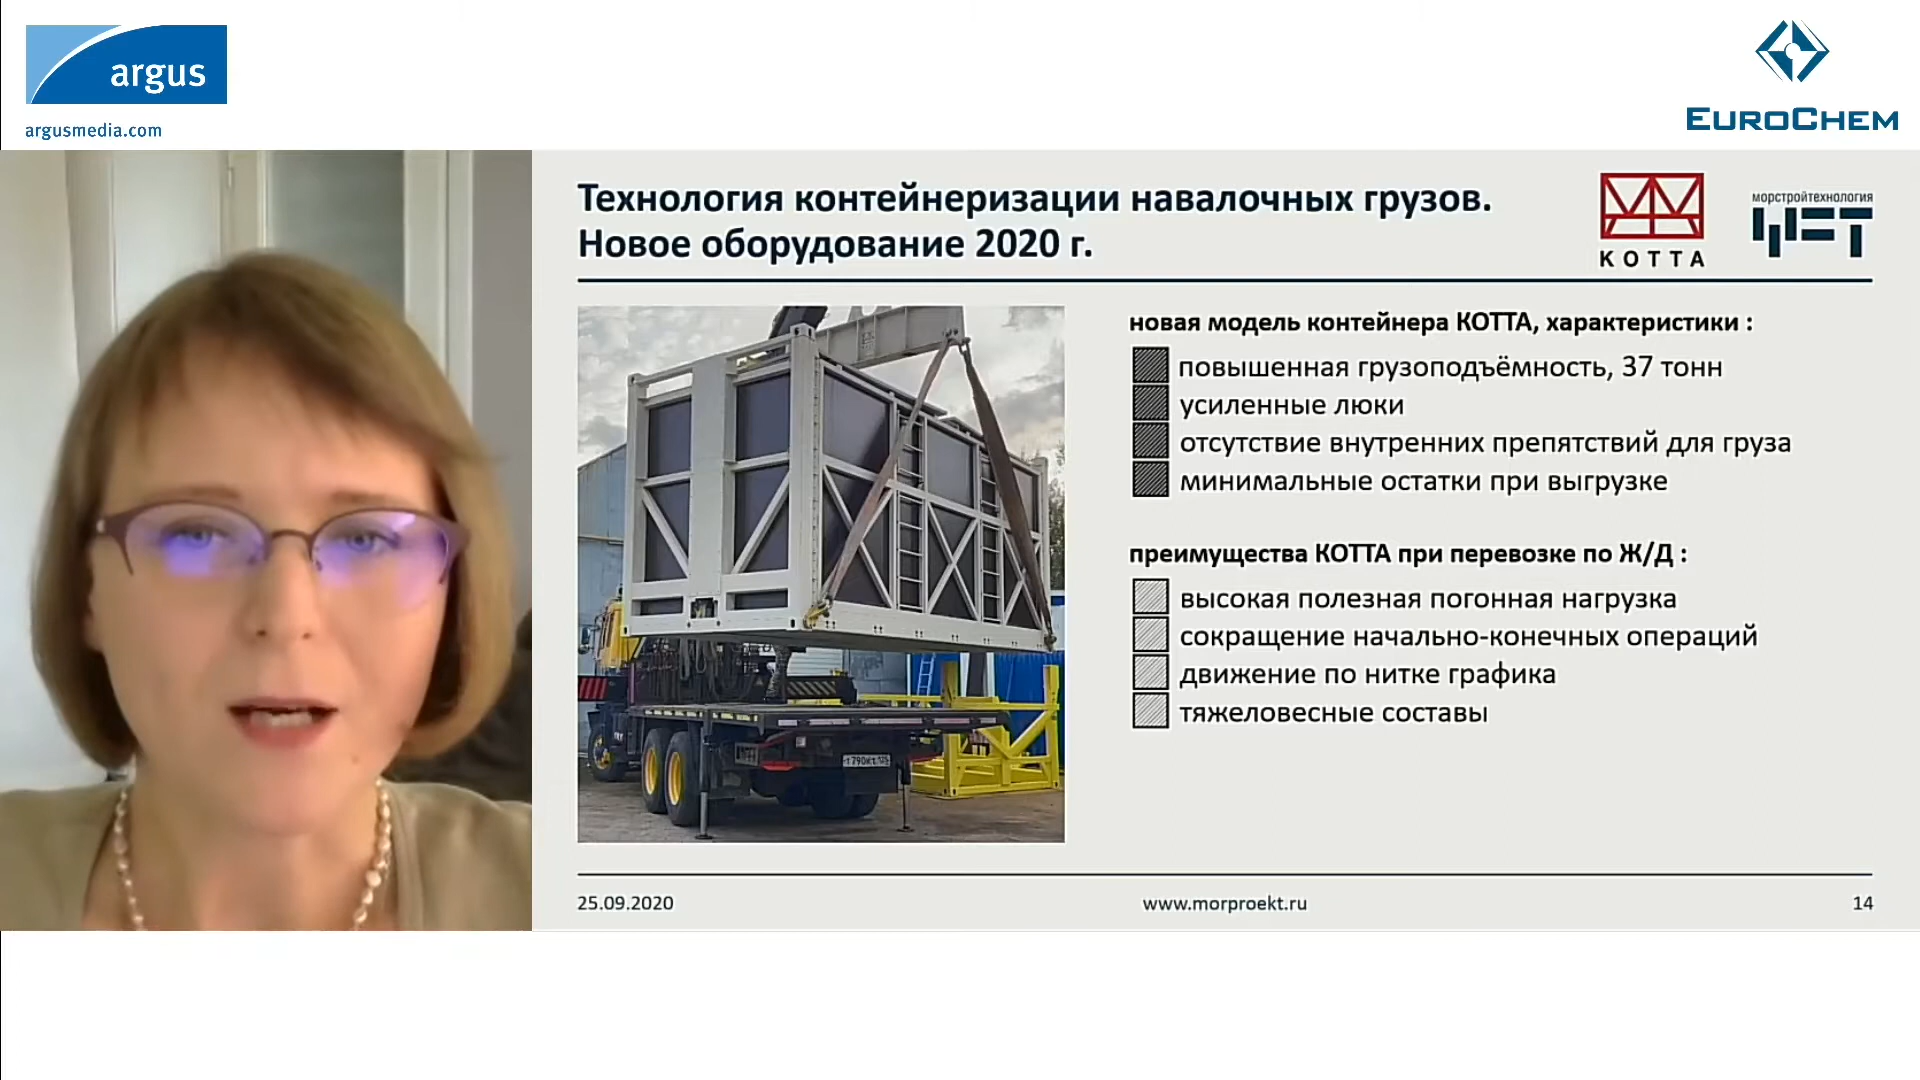 argus
argusmedia.com
EUROCHEM
Технология контейнеризации навалочных грузов.
Новое оборудование 2020 г.
КОТТА
морстройтехнология
новая модель контейнера КОТТА, характеристики :
повышенная грузоподъёмность, 37 тонн
усиленные люки
отсутствие внутренних препятствий для груза
минимальные остатки при выгрузке
преимущества КОТТА при перевозке по Ж/Д :
высокая полезная погонная нагрузка
сокращение начально-конечных операций
движение по нитке графика
тяжеловесные составы
25.09.2020
www.morproekt.ru
14